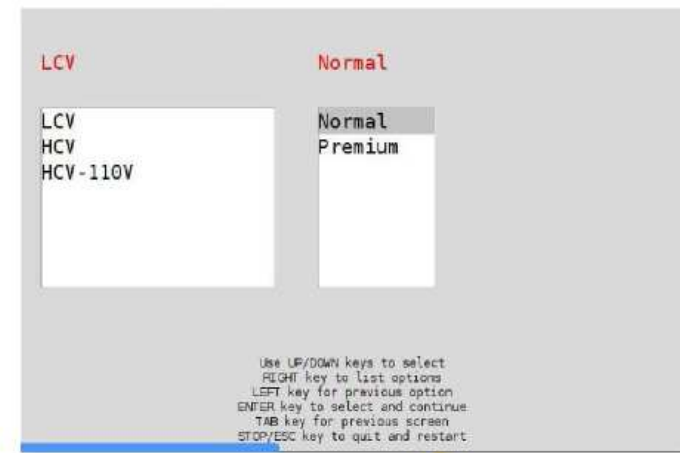 LCV Normal
LCV
HCV
HCV-110V
Normal
Premium
Use UP/DOWN keys to select
RIGHT key to list options
LEFT key for previous option
ENTER key to select and continue
TAB key for previous screen
STOP/ESC key to quit and restart